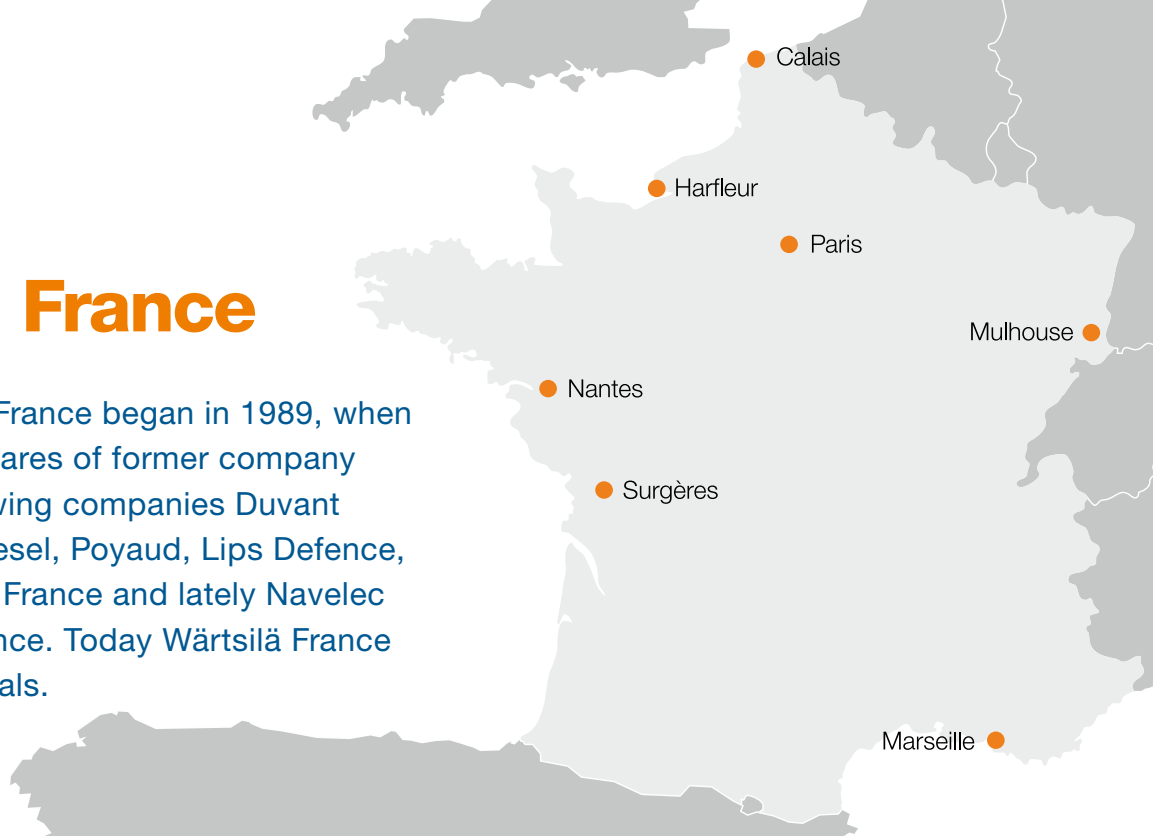 France
France began in 1989, when
ares of former company
ving companies Duvant
esel, Poyaud, Lips Defence,
France and lately Navelec
nce. Today Wärtsilä France
als.
Calais
Harfleur
Paris
Mulhouse
Nantes
Surgères
Marseille